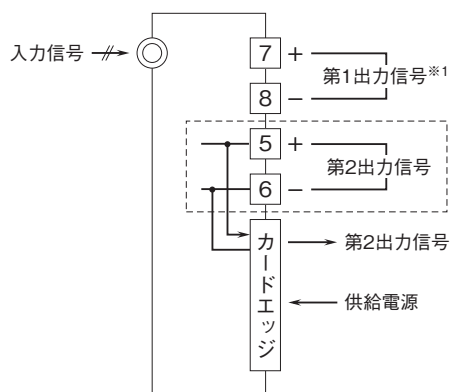 入力信号
7 +
第1出力信号※1
8 −
5 +
第2出力信号
6 −
カードエッジ
第2出力信号
供給電源